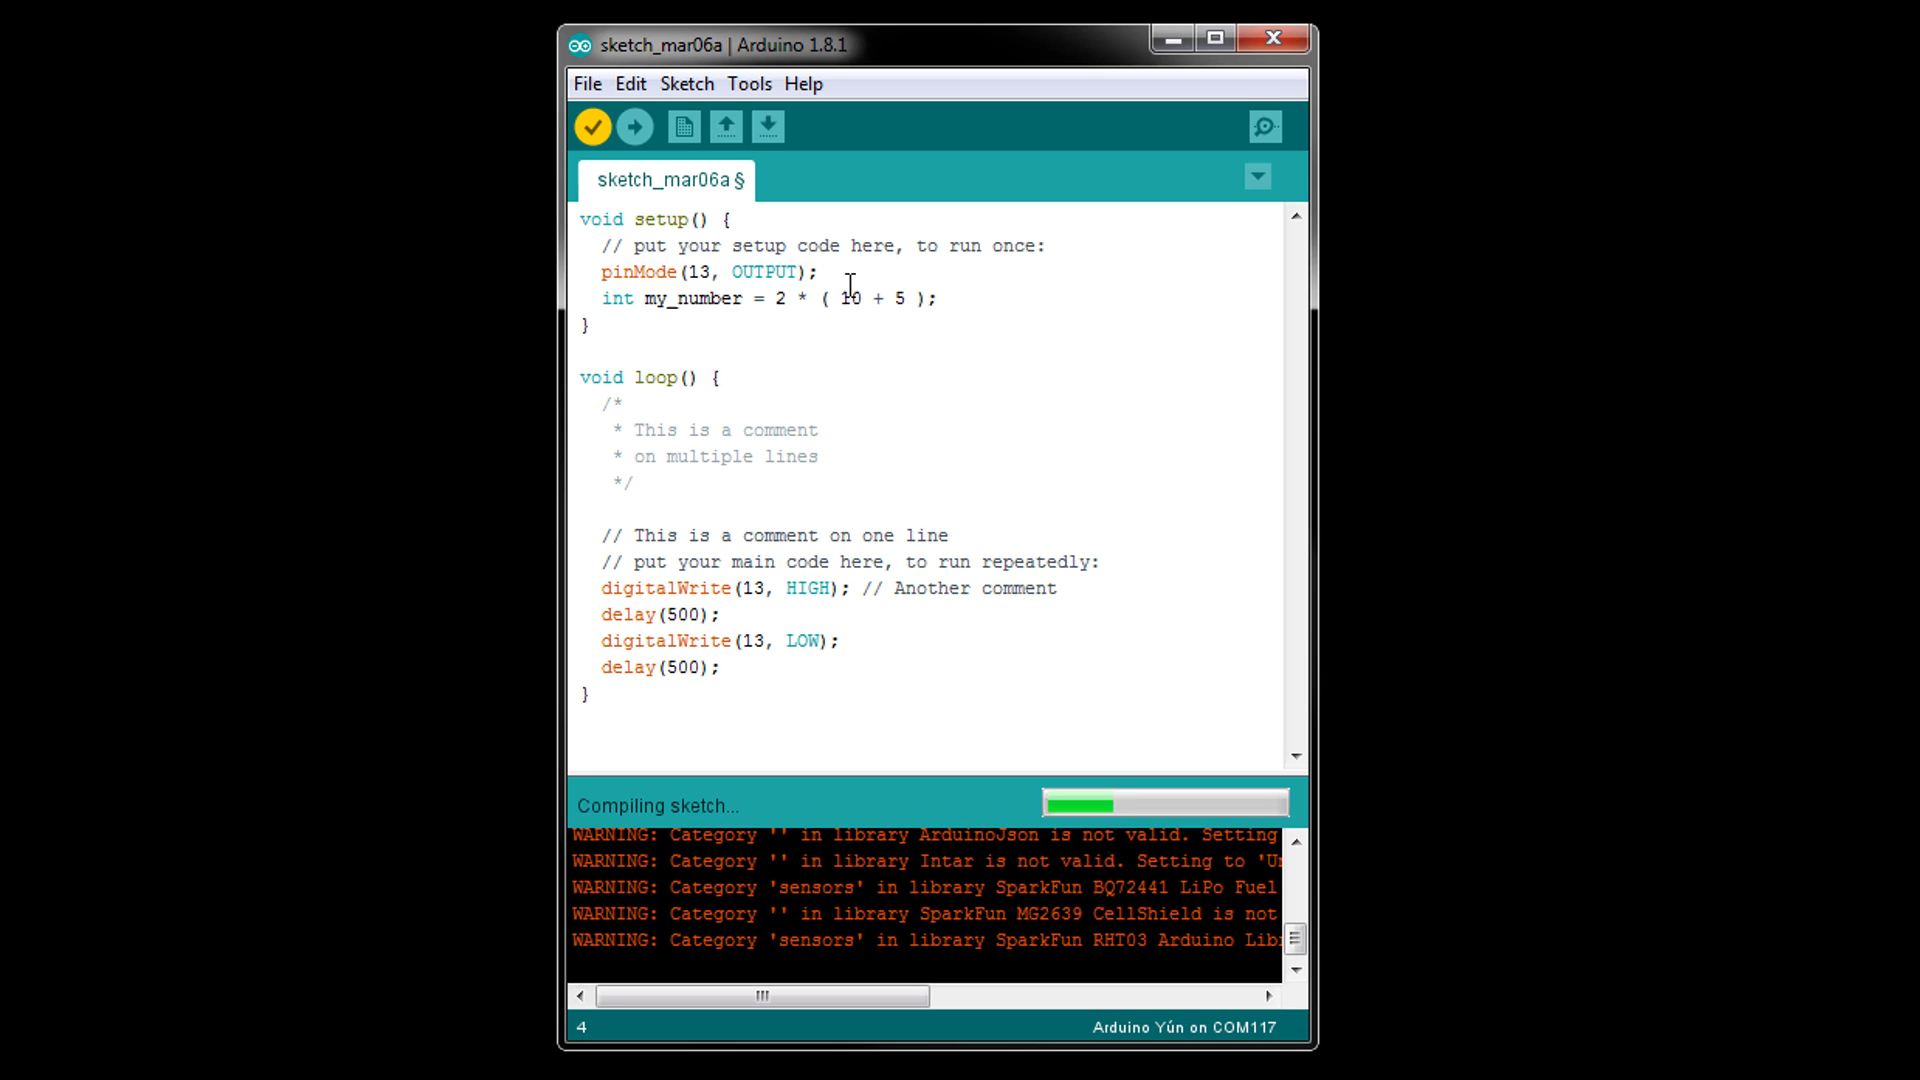 sketch_mar06a | Arduino 1.8.1
File Edit Sketch Tools Help
sketch_mar06a §
void setup() {
  // put your setup code here, to run once:
  pinMode(13, OUTPUT);
  int my_number = 2 * ( 10 + 5 );
}

void loop() {
  /*
   * This is a comment
   * on multiple lines
   */

  // This is a comment on one line
  // put your main code here, to run repeatedly:
  digitalWrite(13, HIGH); // Another comment
  delay(500);
  digitalWrite(13, LOW);
  delay(500);
}
Compiling sketch...
WARNING: Category '' in library ArduinoJson is not valid. Setting
WARNING: Category '' in library Intar is not valid. Setting to 'U
WARNING: Category 'sensors' in library SparkFun BQ72441 LiPo Fuel
WARNING: Category '' in library SparkFun MG2639 CellShield is not
WARNING: Category 'sensors' in library SparkFun RHT03 Arduino Lib
4
Arduino Yún on COM117